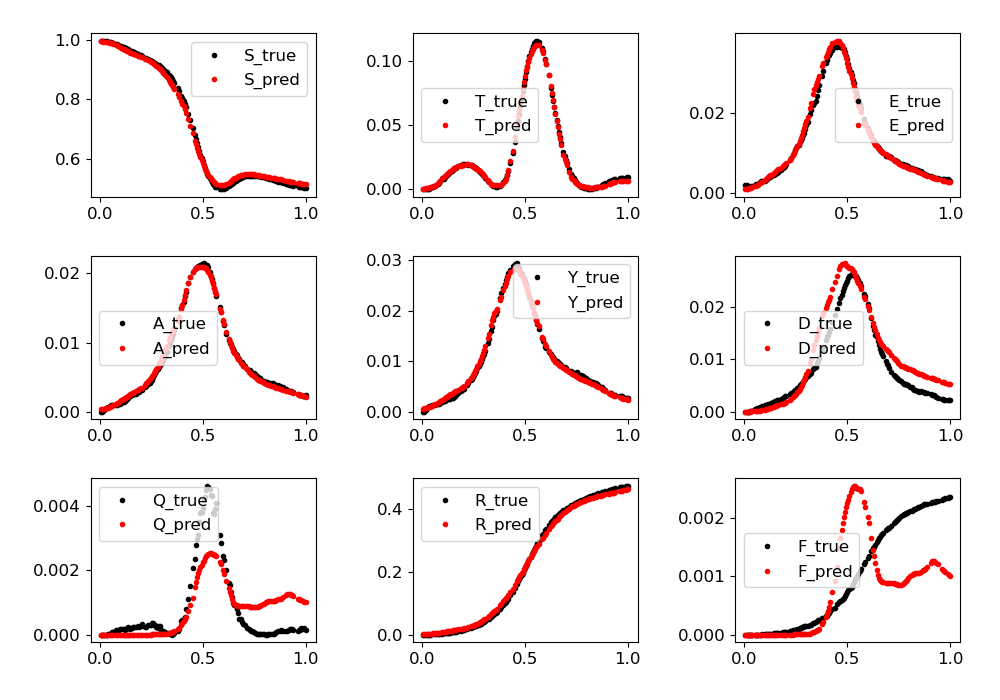 1.0
0.8
0.6
0.0 0.5 1.0
S_true
S_pred
0.10
0.05
0.00
0.0 0.5 1.0
T_true
T_pred
0.02
0.00
0.0 0.5 1.0
E_true
E_pred
0.02
0.01
0.00
0.0 0.5 1.0
A_true
A_pred
0.03
0.02
0.01
0.00
0.0 0.5 1.0
Y_true
Y_pred
0.02
0.01
0.00
0.0 0.5 1.0
D_true
D_pred
0.004
0.002
0.000
0.0 0.5 1.0
Q_true
Q_pred
0.4
0.2
0.0
0.0 0.5 1.0
R_true
R_pred
0.002
0.001
0.000
0.0 0.5 1.0
F_true
F_pred